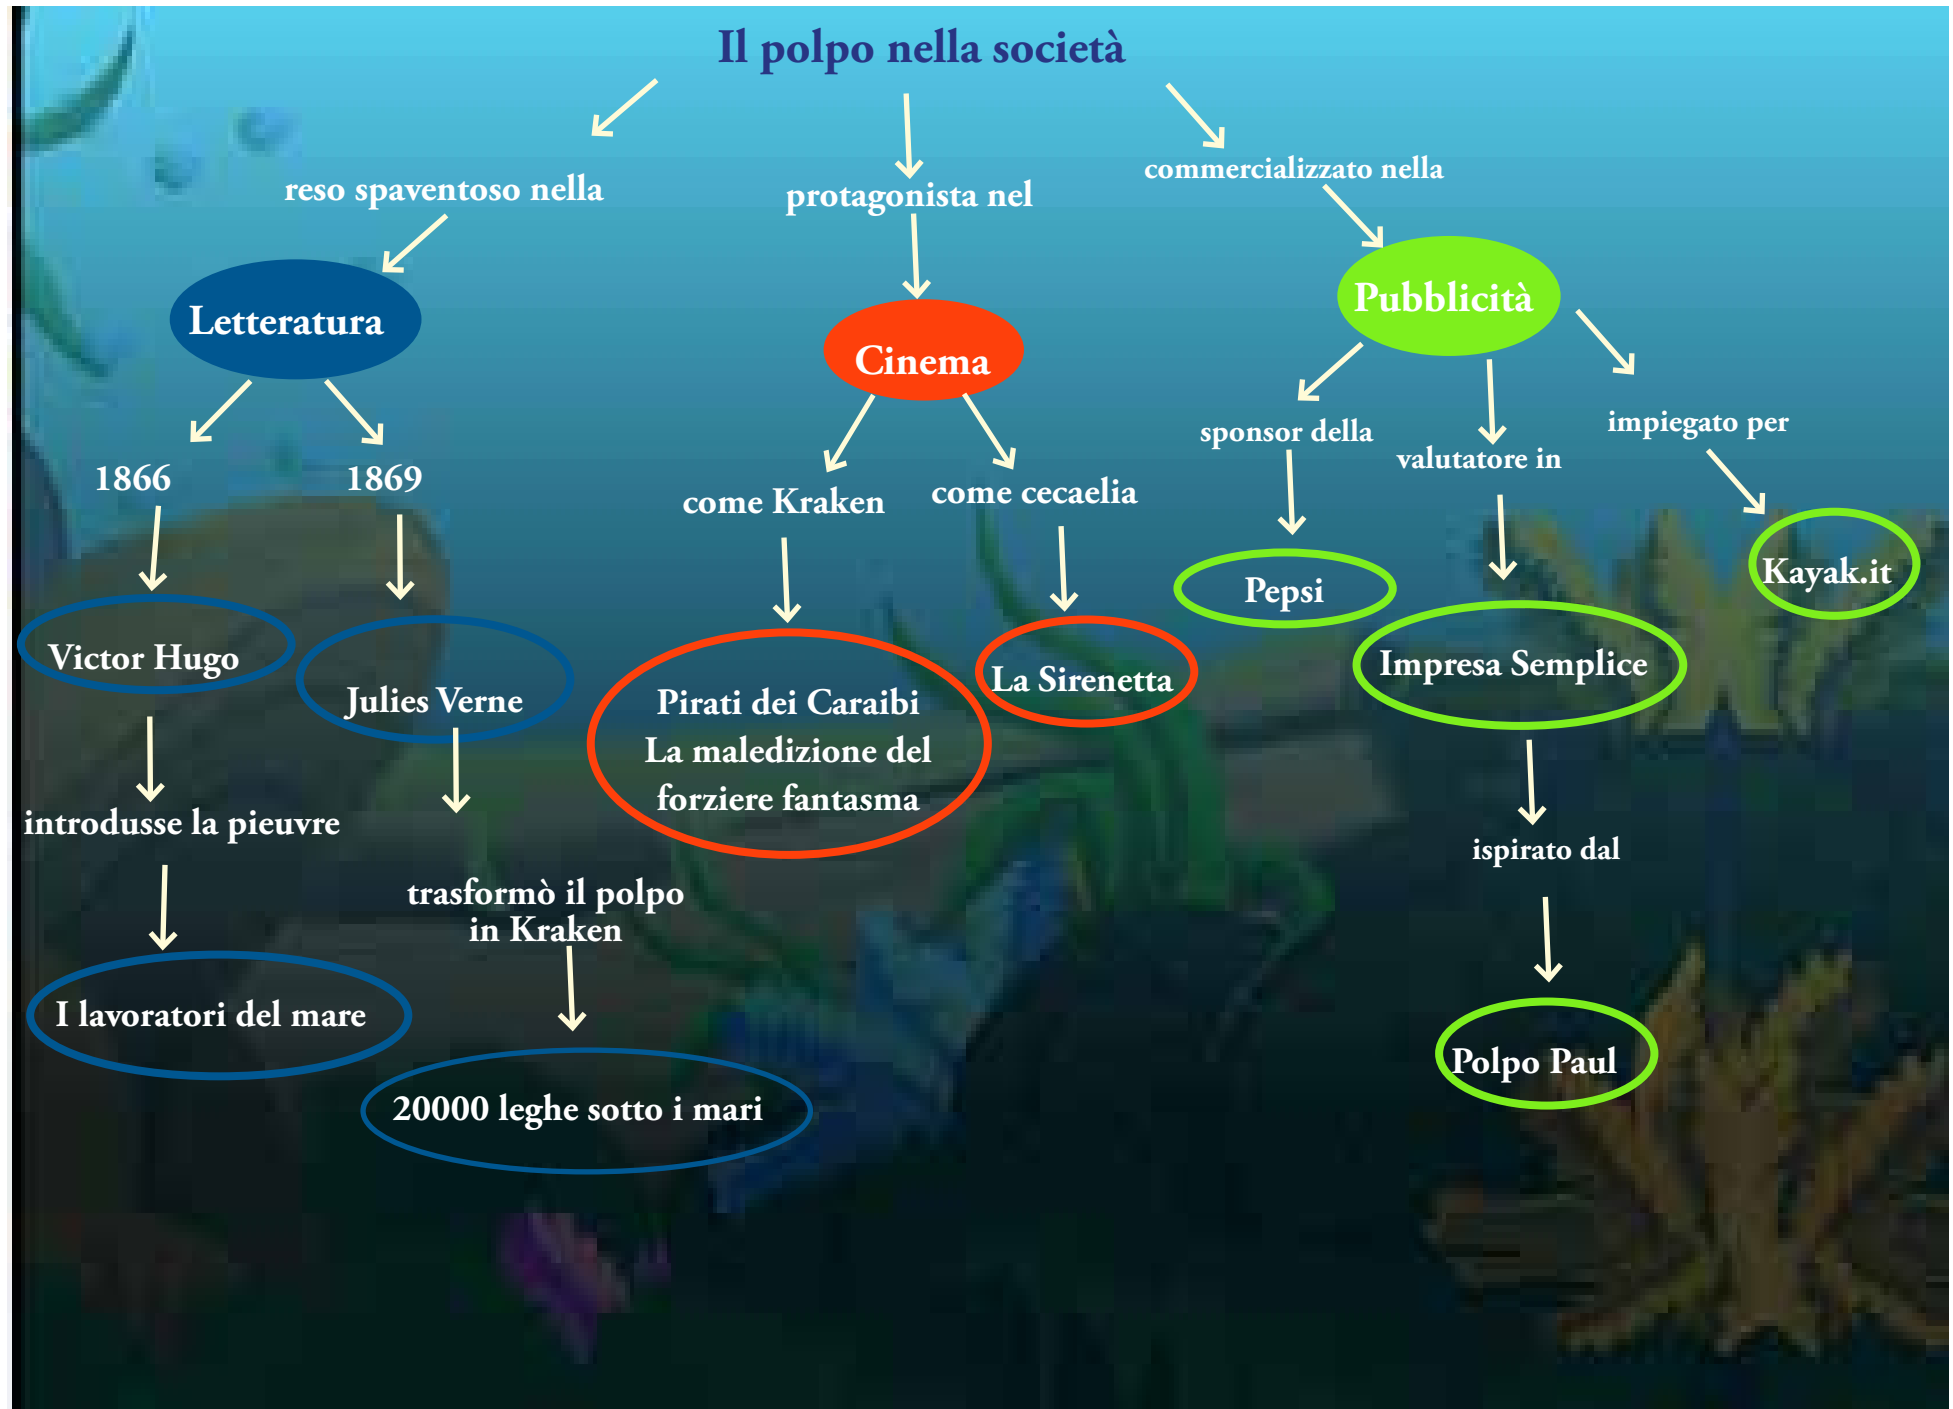 Il polpo nella società
reso spaventoso nella
protagonista nel
commercializzato nella
Letteratura
Cinema
Pubblicità
1866
1869
come Kraken
come cecaelia
sponsor della
valutatore in
impiegato per
Victor Hugo
Julies Verne
Pirati dei Caraibi
La maledizione del
forziere fantasma
La Sirenetta
Pepsi
Impresa Semplice
Kayak.it
introdusse la pieuvre
trasformò il polpo
in Kraken
ispirato dal
I lavoratori del mare
20000 leghe sotto i mari
Polpo Paul